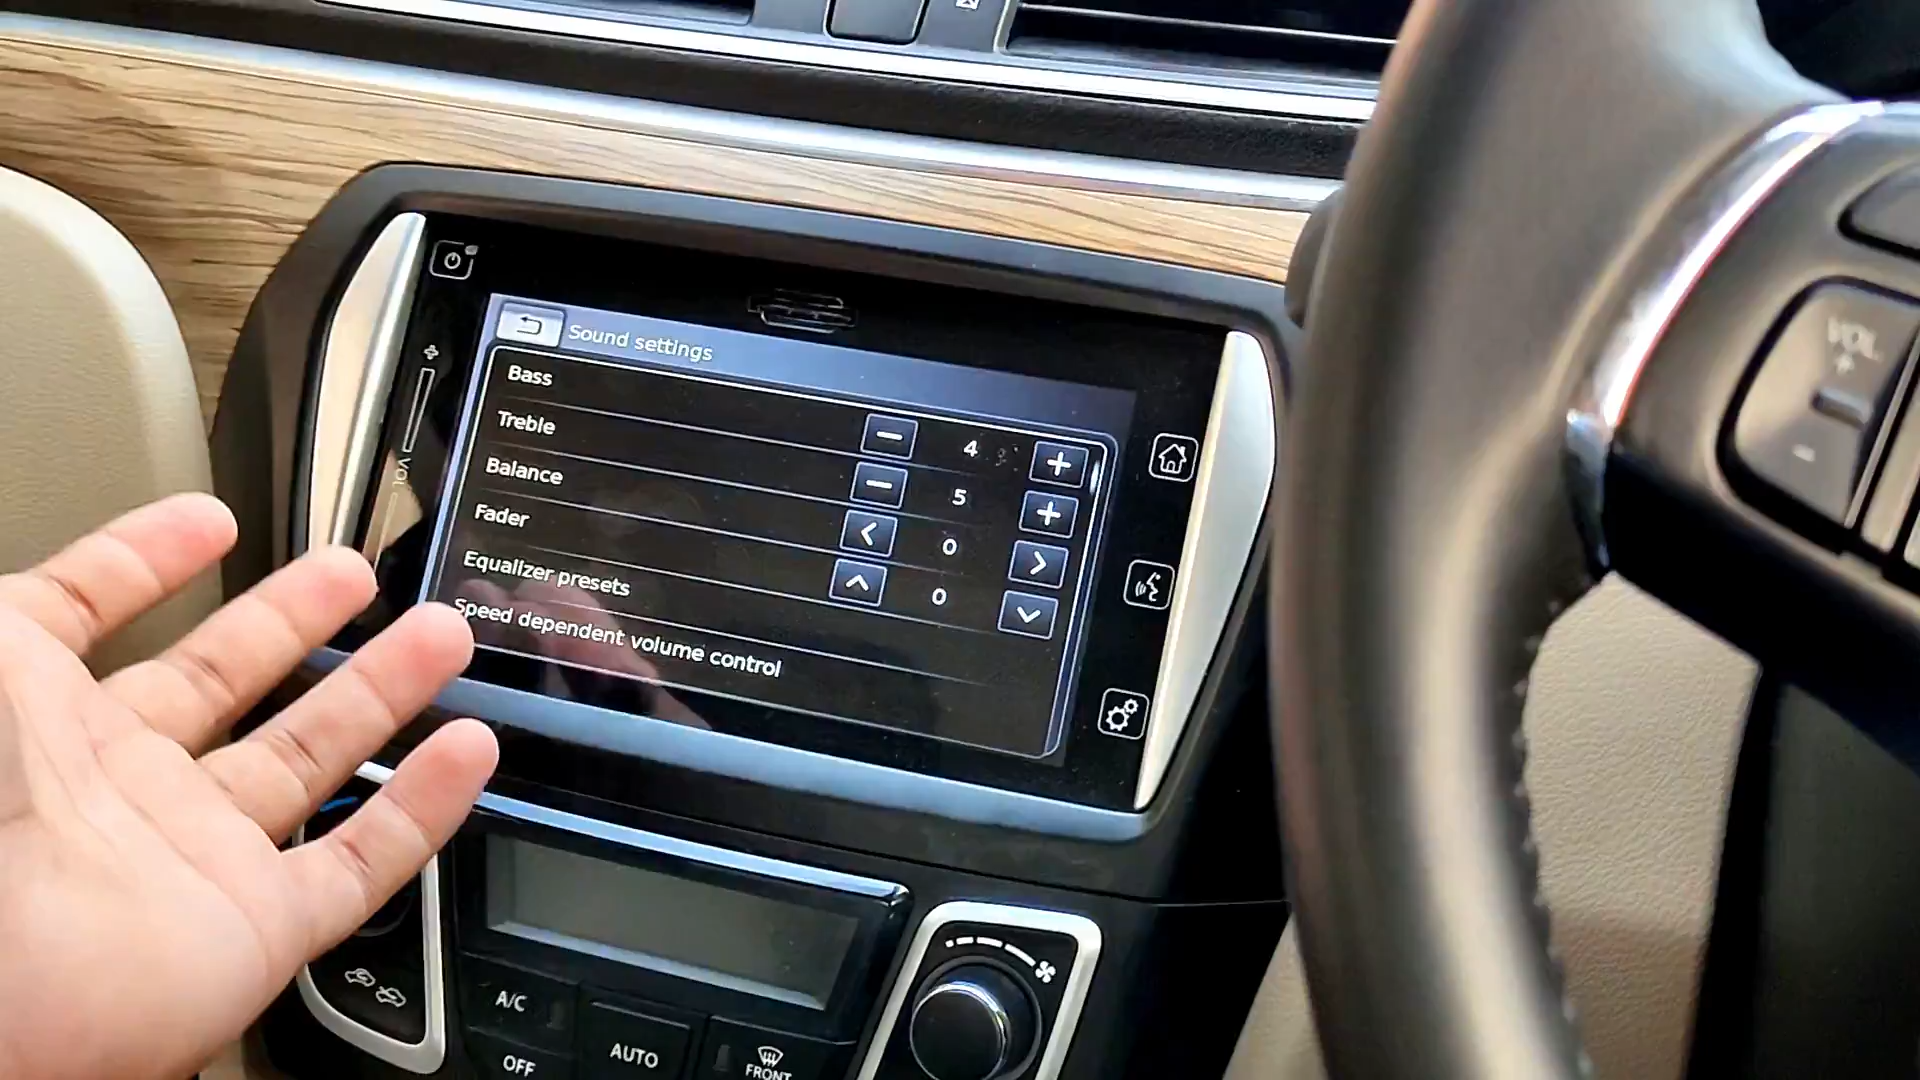 Sound settings
Bass
4
Treble
5
Balance
0
Fader
0
Equalizer presets
Speed dependent volume control
VOL
VOL
A/C
OFF
AUTO
FRONT